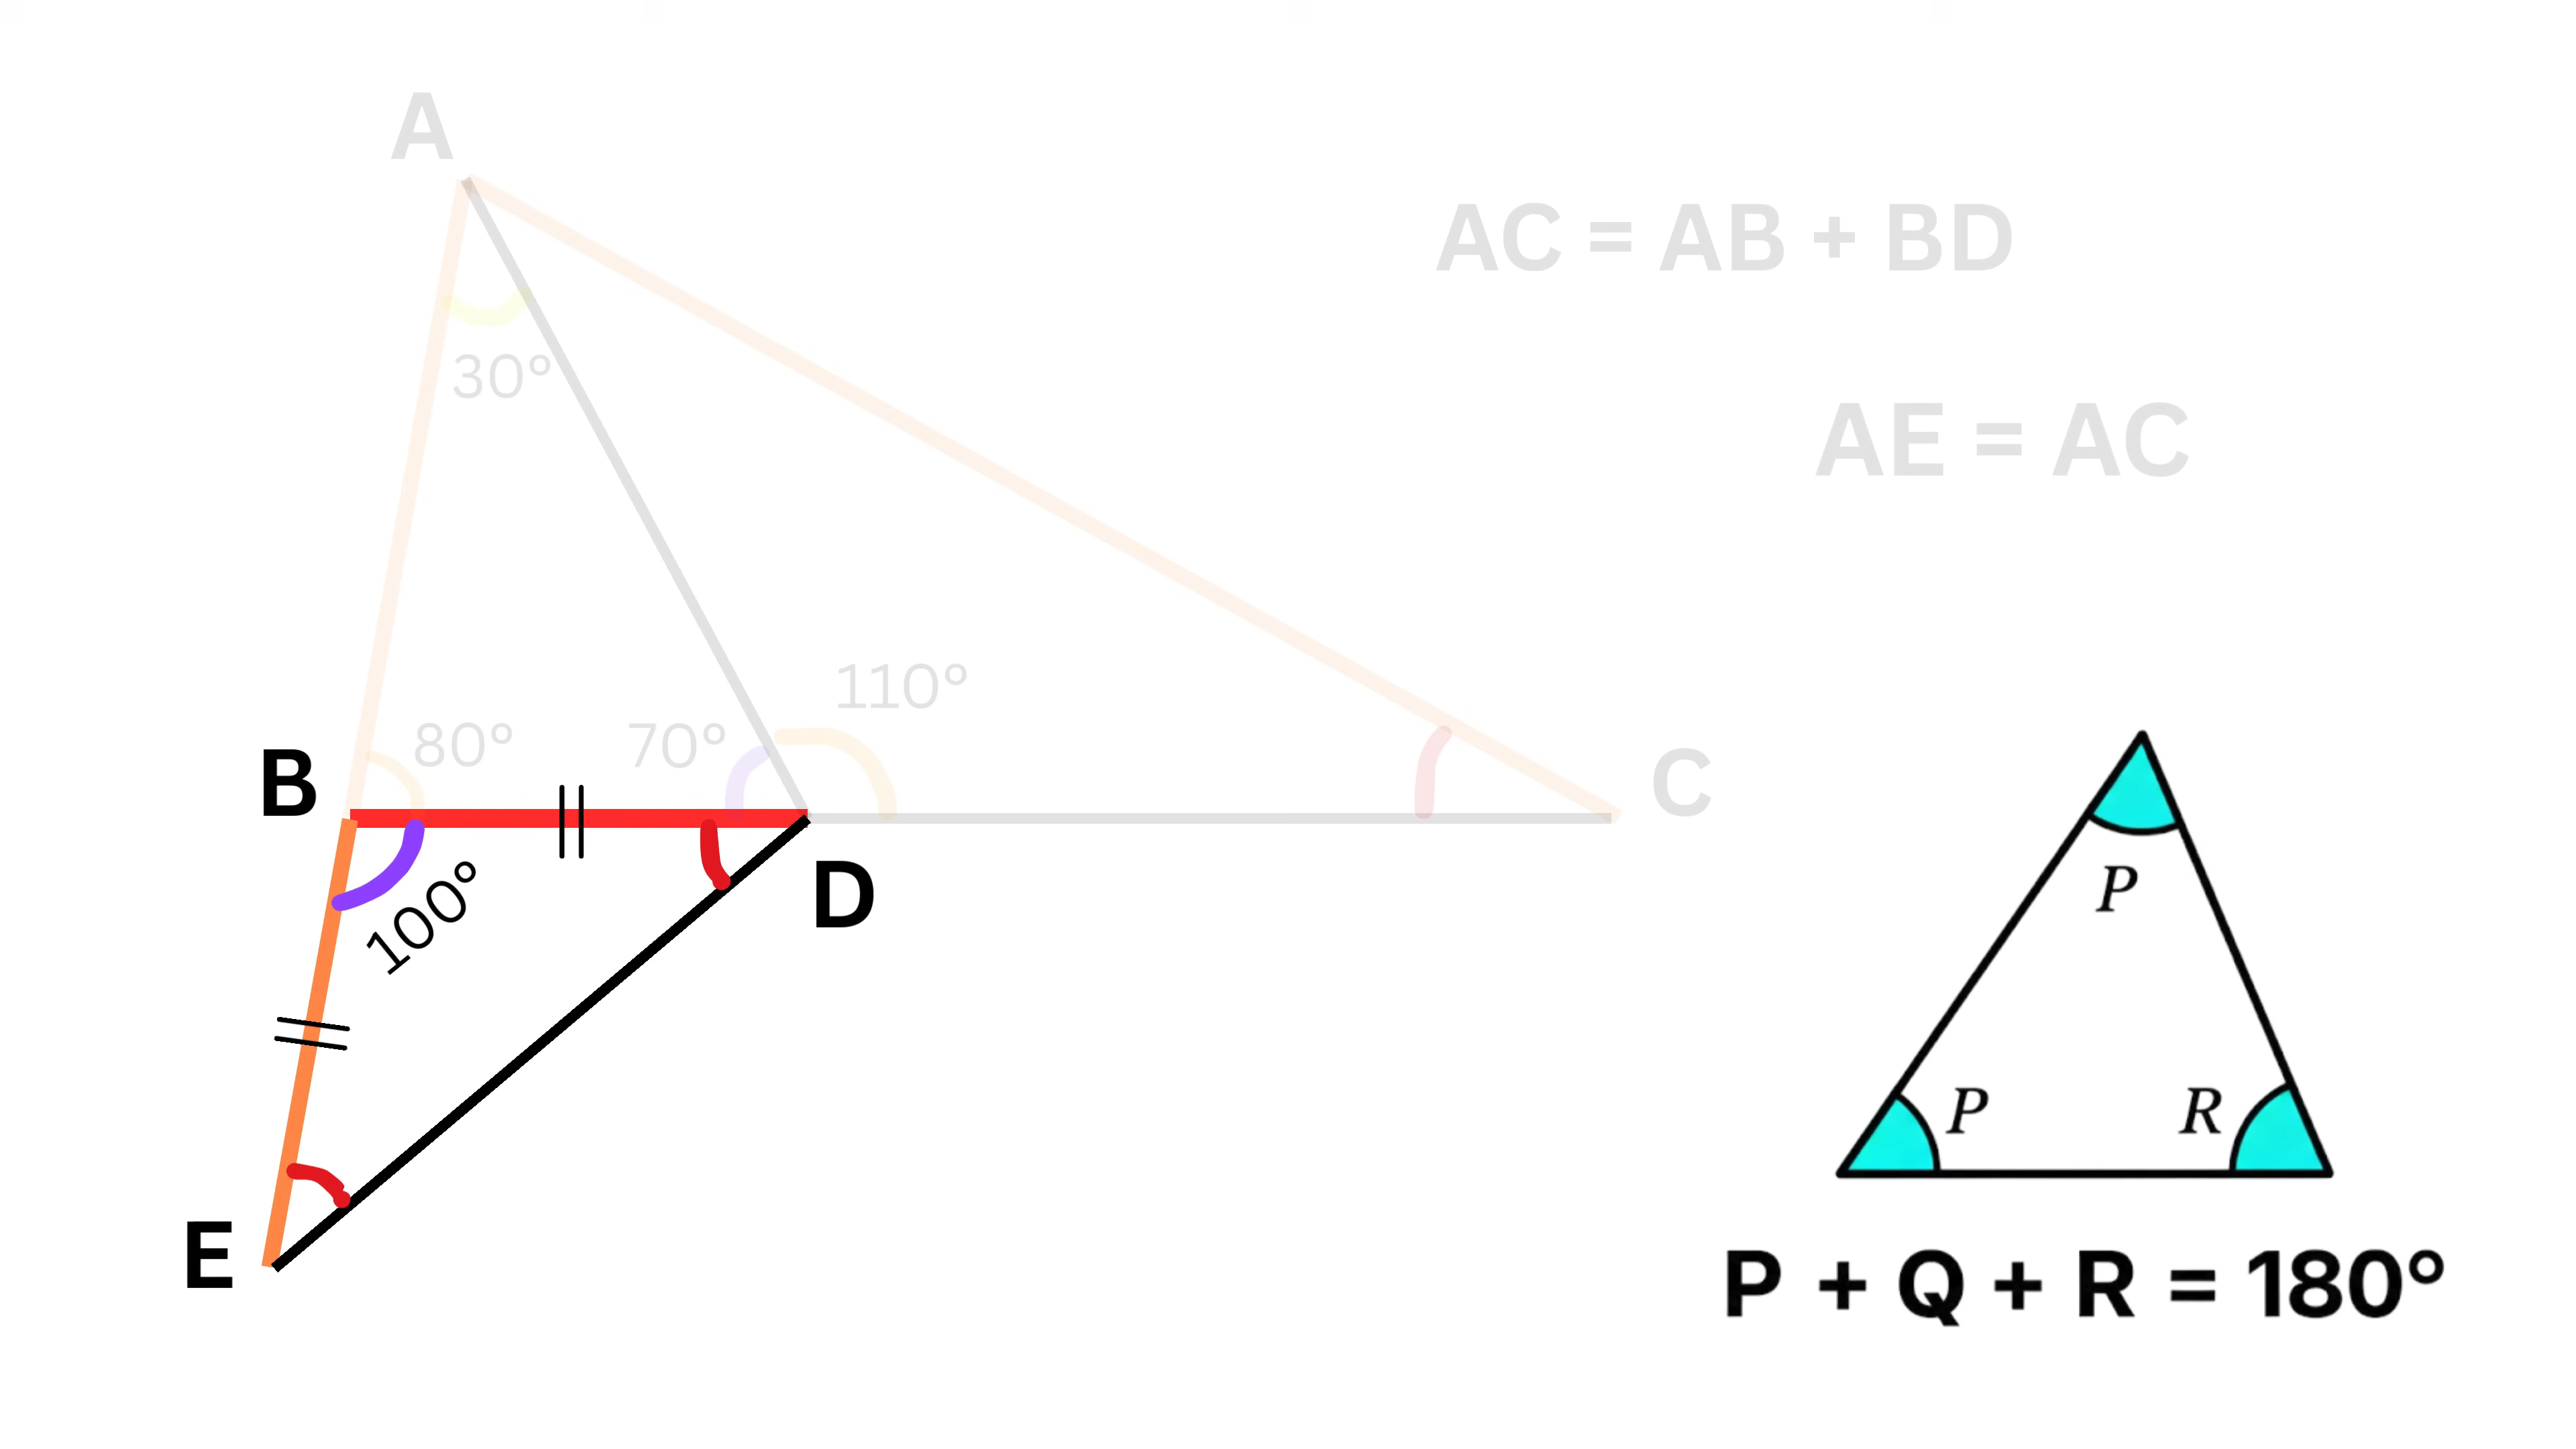 A
AC = AB + BD
30°
AE = AC
110°
80°
70°
B
C
D
100°
P
P
R
E
P + Q + R = 180°